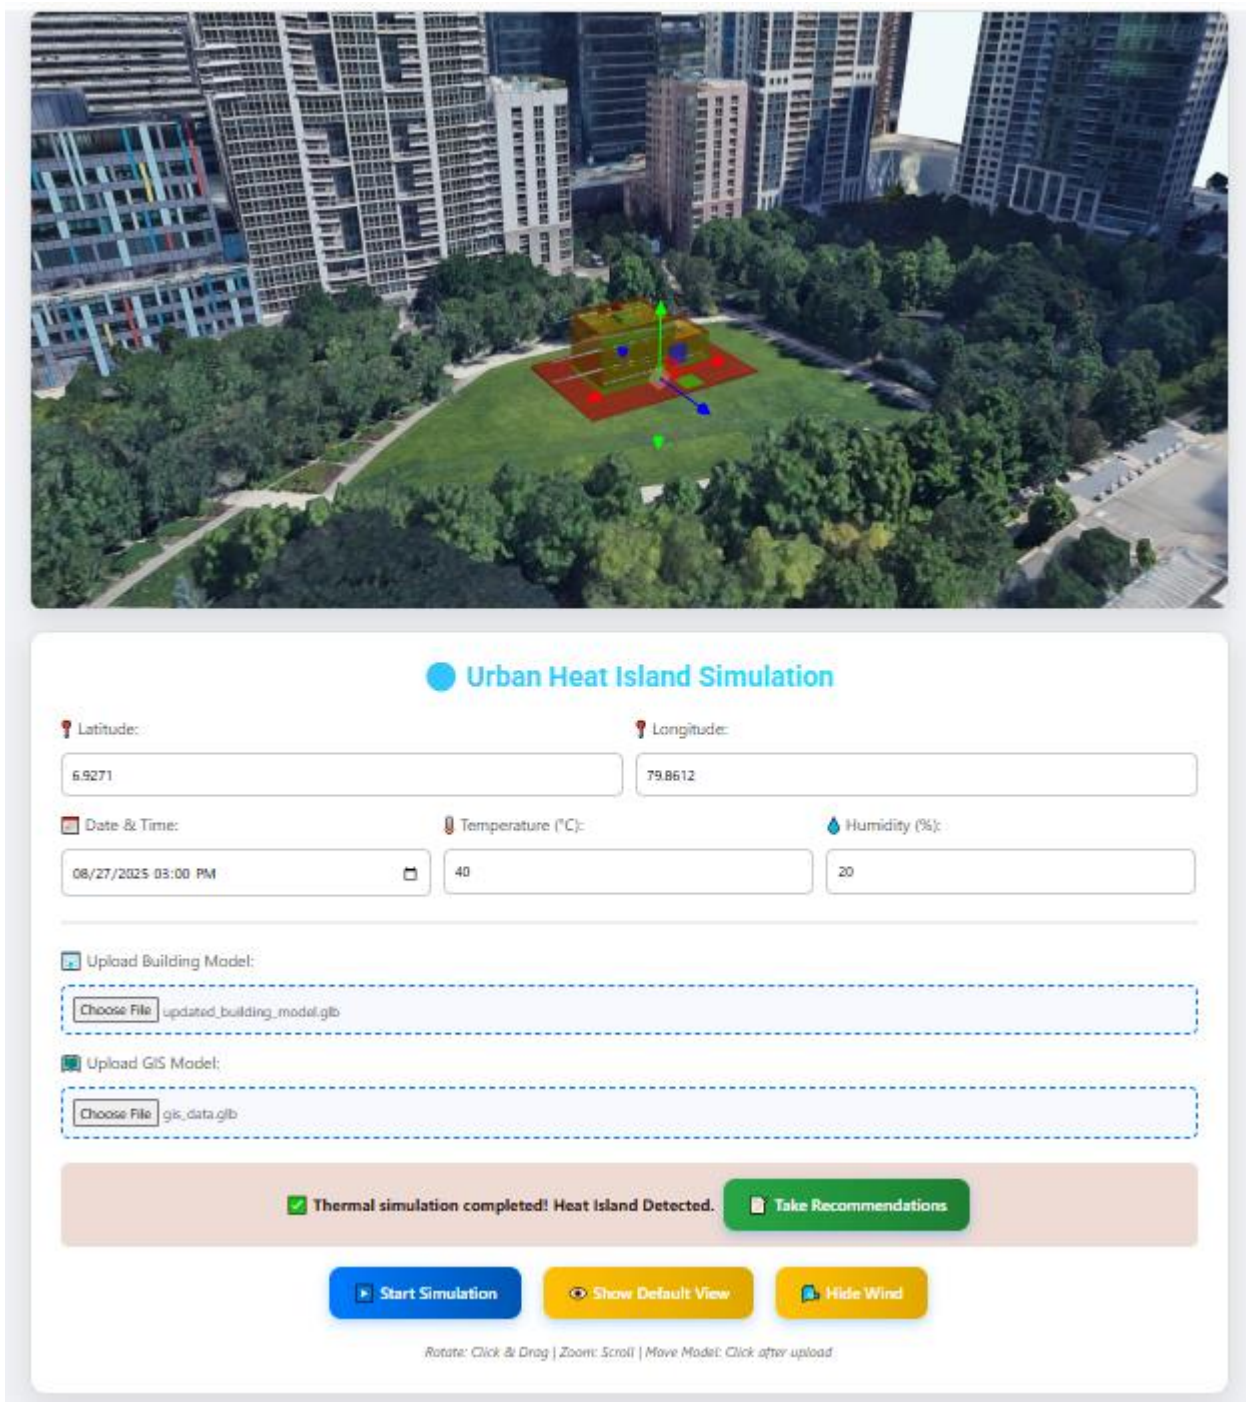 Urban Heat Island Simulation
Latitude: Longitude:
6.9271 79.8612
Date & Time: Temperature (°C): Humidity (%):
08/27/2025 03:00 PM 40 20
Upload Building Model:
Choose File updated_building_model.glb
Upload GIS Model:
Choose File gis_data.glb
Thermal simulation completed! Heat Island Detected. Take Recommendations
Start Simulation Show Default View Hide Wind
Rotate: Click & Drag | Zoom: Scroll | Move Model: Click after upload